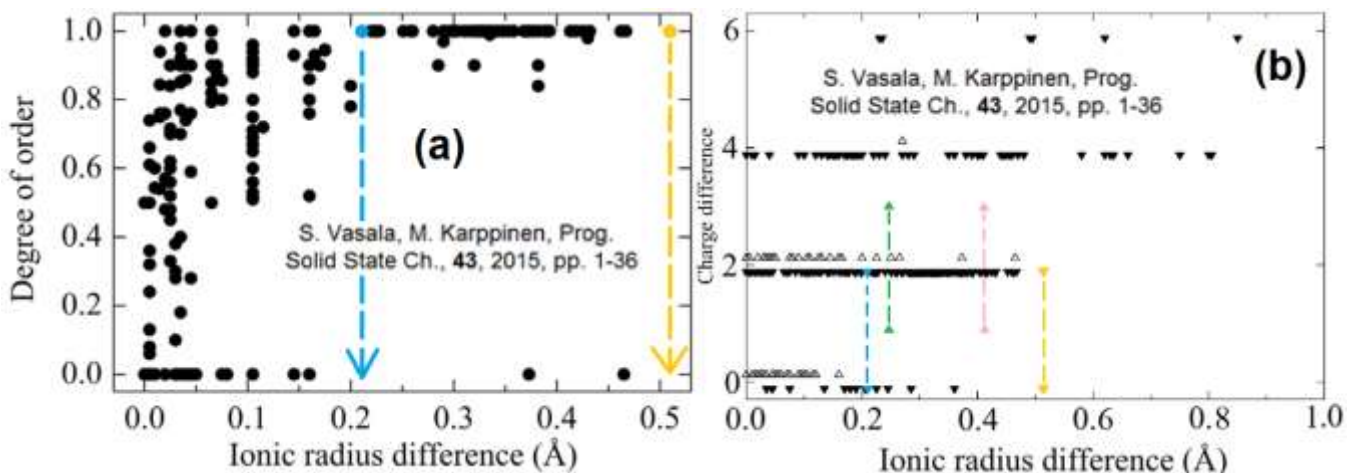 1.0
0.8
0.6
0.4
0.2
0.0
Degree of order
(a)
S. Vasala, M. Karppinen, Prog.
Solid State Ch., 43, 2015, pp. 1-36
0.0 0.1 0.2 0.3 0.4 0.5
Ionic radius difference (Å)
6
4
2
0
Charge difference
(b)
S. Vasala, M. Karppinen, Prog.
Solid State Ch., 43, 2015, pp. 1-36
0.0 0.2 0.4 0.6 0.8 1.0
Ionic radius difference (Å)